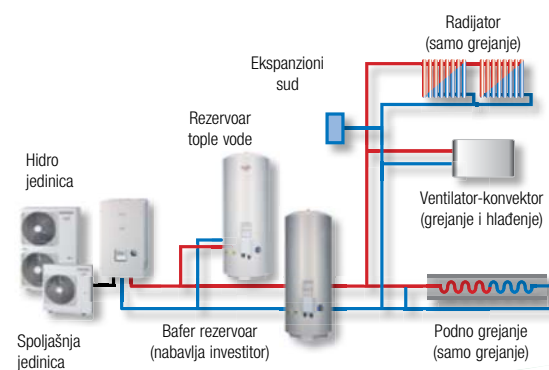 Radijator
(samo grejanje)
Ekspanzioni
sud
Rezervoar
tople vode
Hidro
jedinica
Ventilator-konvektor
(grejanje i hlađenje)
Spoljašnja
jedinica
Bafer rezervoar
(nabavlja investitor)
Podno grejanje
(samo grejanje)